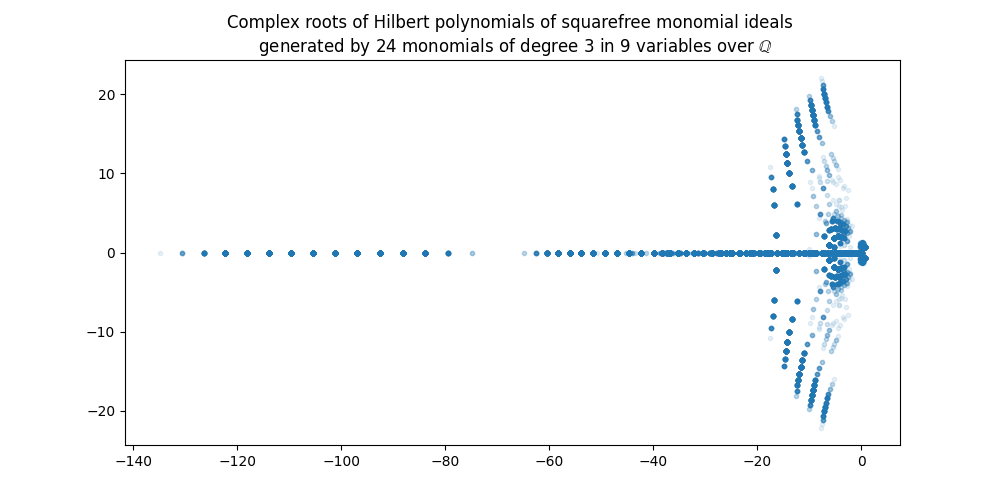 Complex roots of Hilbert polynomials of squarefree monomial ideals
generated by 24 monomials of degree 3 in 9 variables over ℚ
20
10
0
−10
−20
−140 −120 −100 −80 −60 −40 −20 0